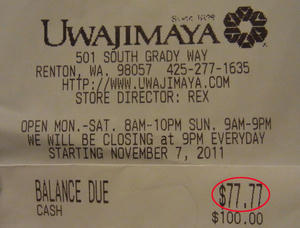 Since 1928
UWAJIMAYA
501 SOUTH GRADY WAY
RENTON, WA. 98057 425-277-1635
HTTP://WWW.UWAJIMAYA.COM
STORE DIRECTOR: REX
OPEN MON.-SAT. 8AM-10PM SUN. 9AM-9PM
WE WILL BE CLOSING at 9PM EVERYDAY
STARTING NOVEMBER 7, 2011
BALANCE DUE $77.77
CASH $100.00